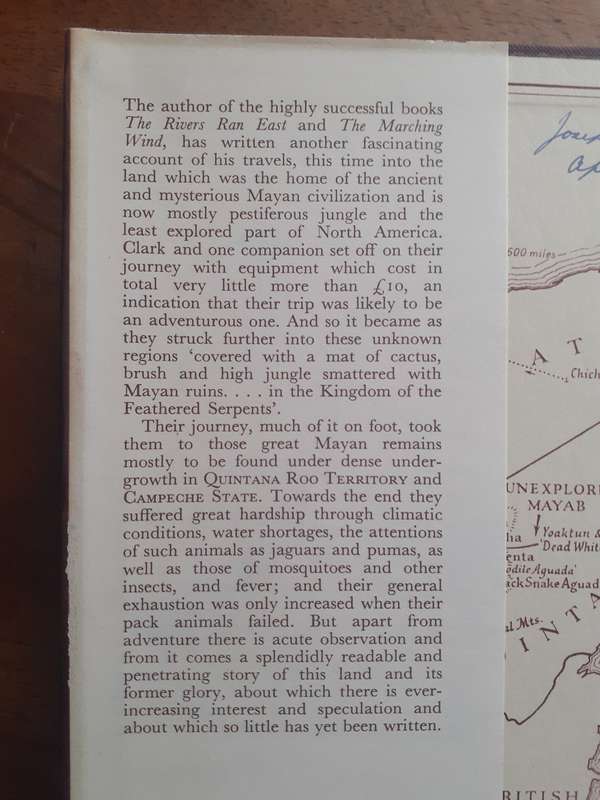 The author of the highly successful books
The Rivers Ran East and The Marching
Wind, has written another fascinating
account of his travels, this time into the
land which was the home of the ancient
and mysterious Mayan civilization and is
now mostly pestiferous jungle and the
least explored part of North America.
Clark and one companion set off on their
journey with equipment which cost in
total very little more than £10, an
indication that their trip was likely to be
an adventurous one. And so it became as
they struck further into these unknown
regions ‘covered with a mat of cactus,
brush and high jungle smattered with
Mayan ruins. . . . in the Kingdom of the
Feathered Serpents’.
Their journey, much of it on foot, took
them to those great Mayan remains
mostly to be found under dense under-
growth in QUINTANA ROO TERRITORY and
CAMPECHE STATE. Towards the end they
suffered great hardship through climatic
conditions, water shortages, the attentions
of such animals as jaguars and pumas, as
well as those of mosquitoes and other
insects, and fever; and their general
exhaustion was only increased when their
pack animals failed. But apart from
adventure there is acute observation and
from it comes a splendidly readable and
penetrating story of this land and its
former glory, about which there is ever-
increasing interest and speculation and
about which so little has yet been written.
Josep
Ap
600 miles
A T
Chich
UNEXPLOR
MAYAB
Yoaktun &
ha
'Dead Whit
enta
odile Aguada'
ack Snake Aguad
al Mts.
I N T A
RITISH